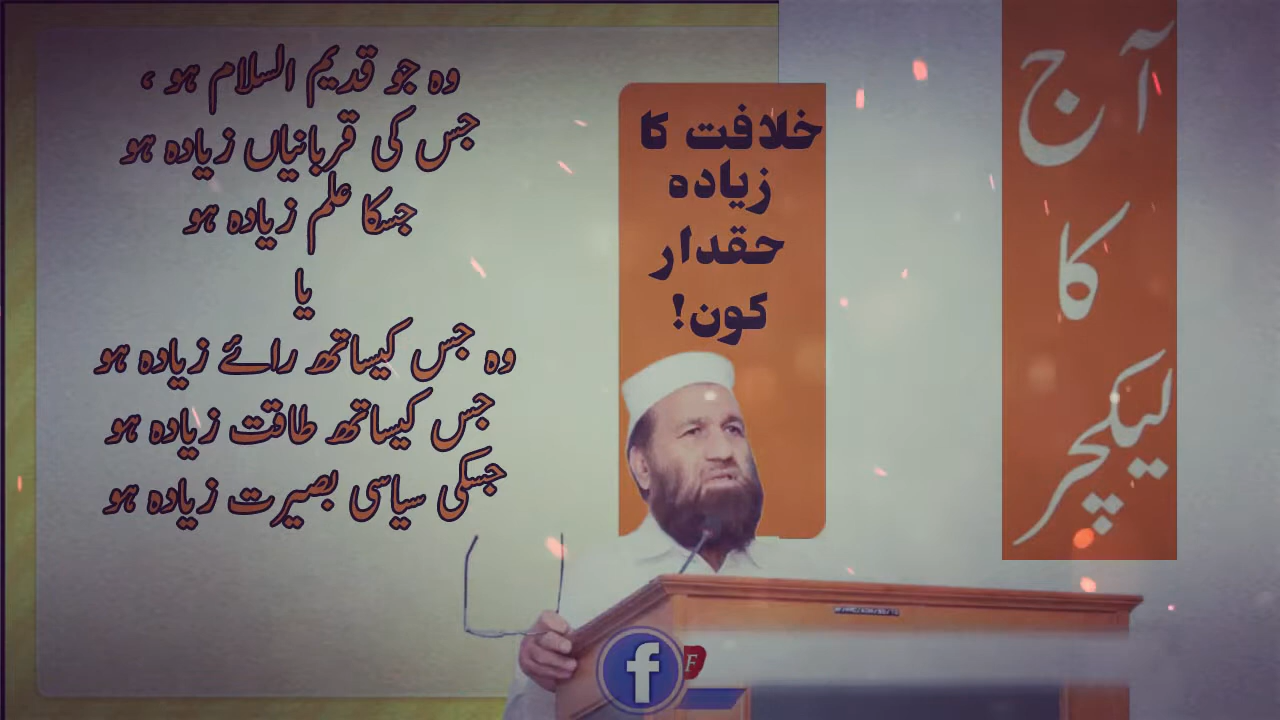 آج
کا
لیکچر
خلافت کا
زیادہ
حقدار
کون!
وہ جو قدیم السلام ہو ،
جس کی قربانیاں زیادہ ہو
جسکا علم زیادہ ہو
یا
وہ جس کیساتھ رائے زیادہ ہو
جس کیساتھ طاقت زیادہ ہو
جسکی سیاسی بصیرت زیادہ ہو
f
F